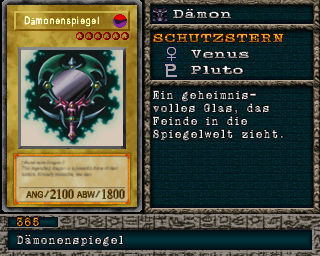 Dämonenspiegel
ANG/2100 ABW/1800
Dämon
SCHUTZSTERN
♀ Venus
♇ Pluto
Ein geheimnis-
volles Glas, das
Feinde in die
Spiegelwelt zieht.
365
Dämonenspiegel